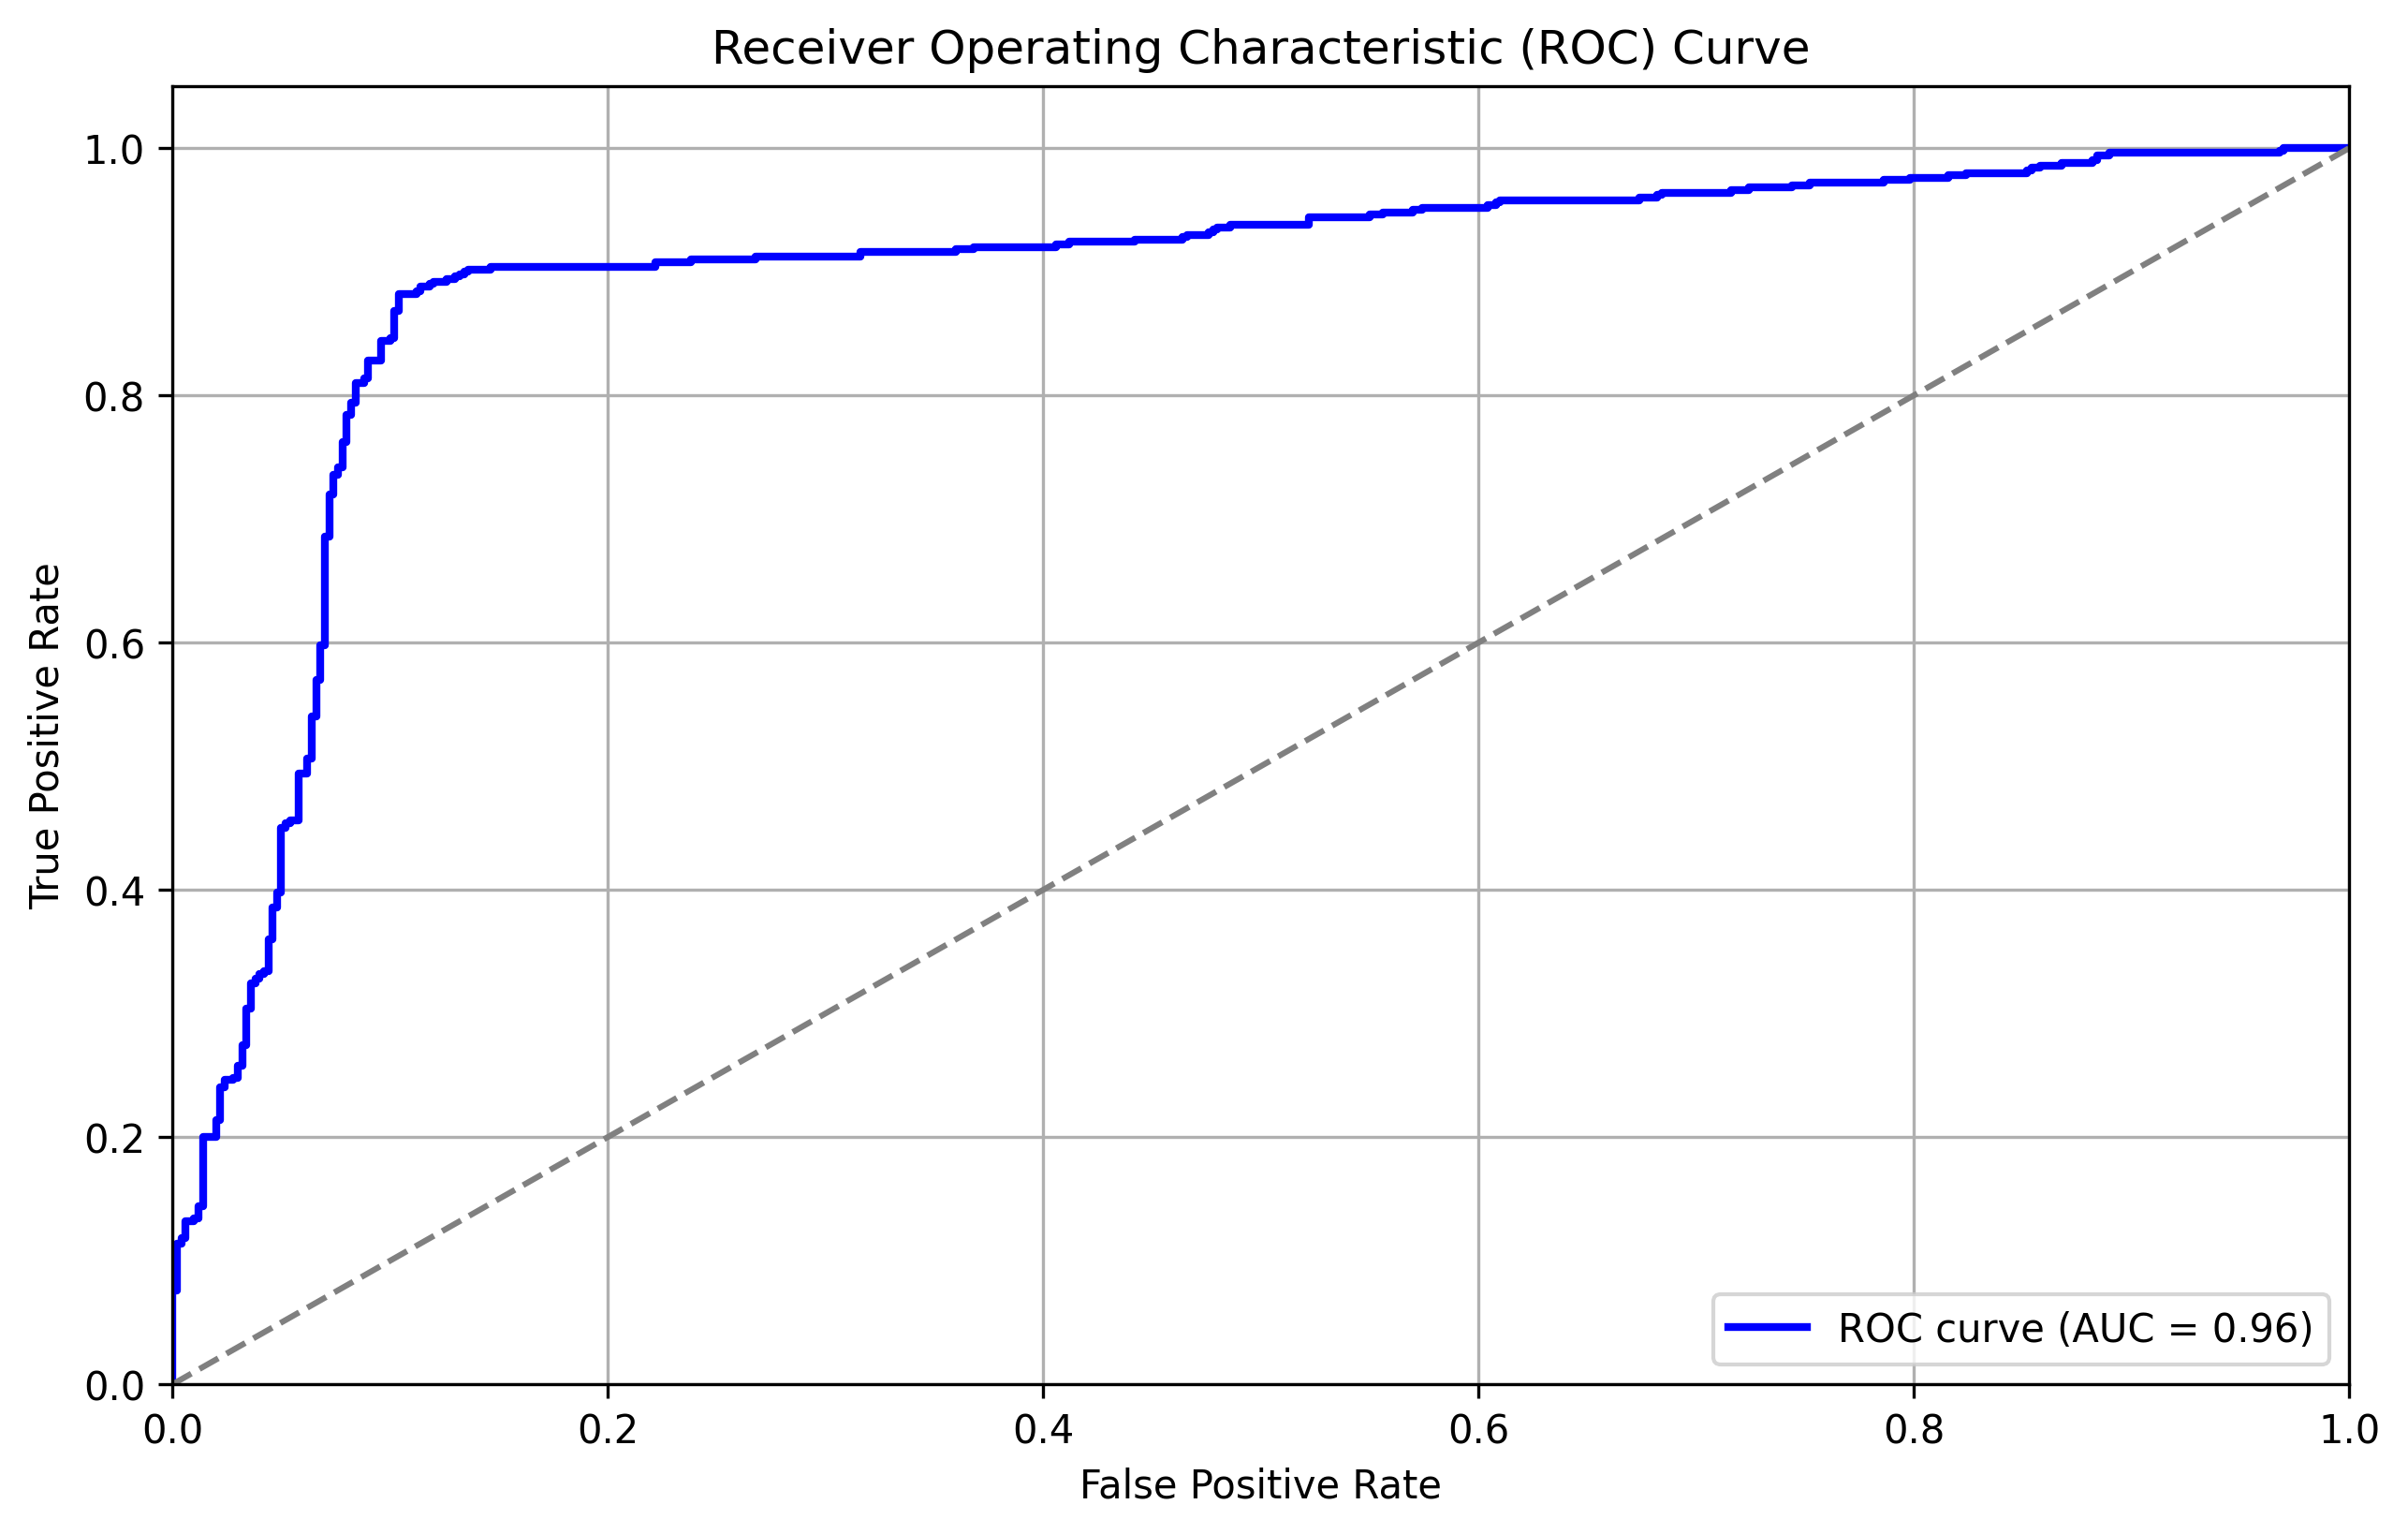 Receiver Operating Characteristic (ROC) Curve
True Positive Rate
1.0
0.8
0.6
0.4
0.2
0.0
ROC curve (AUC = 0.96)
0.0 0.2 0.4 0.6 0.8 1.0
False Positive Rate